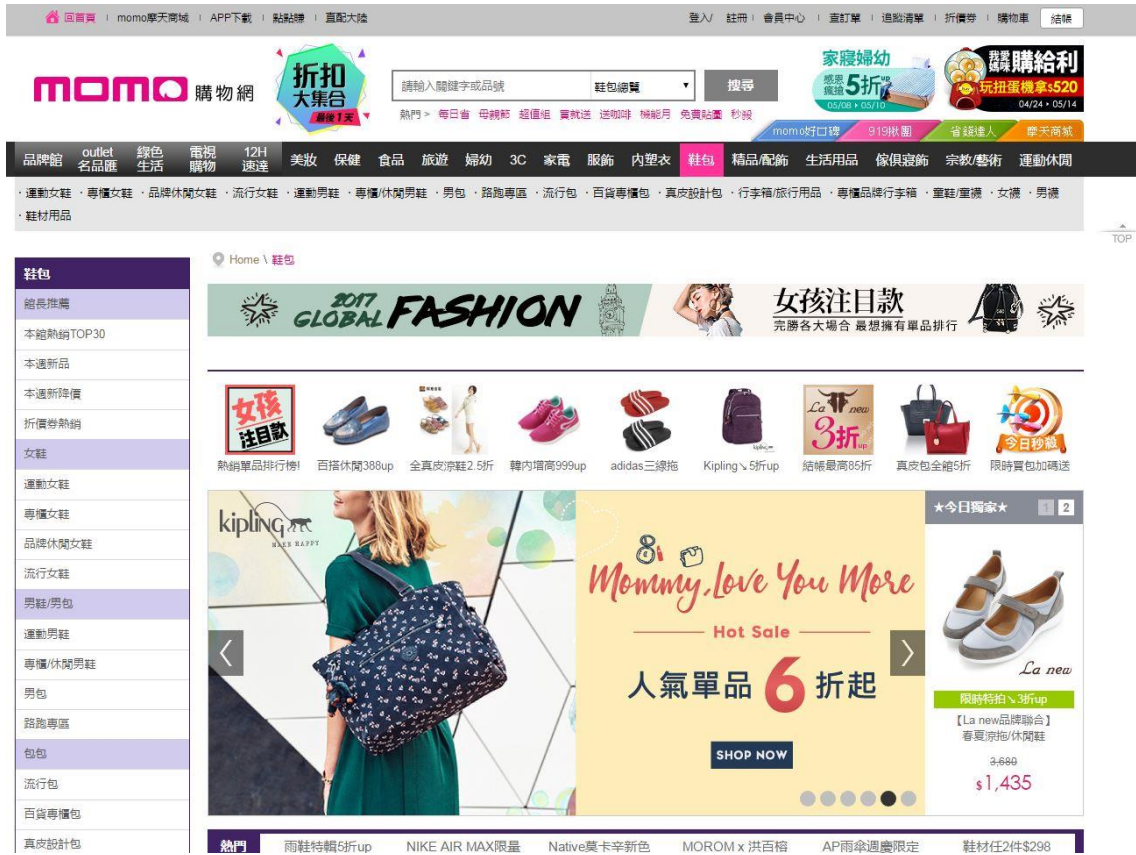 回首頁 momo摩天商城 APP下載 點點賺 直配大陸 登入/ 註冊 會員中心 查訂單 追蹤清單 折價券 購物車 結帳
momo 購物網
折扣
大集合
最後1天
請輸入關鍵字或品號 鞋包總覽 搜尋
熱門 > 每日省 母親節 超值組 買就送 送咖啡 機能月 免費貼圖 秒殺
家寢婦幼
感恩
瘋搶 5折up
05/08 ▸ 05/10
購給利
玩扭蛋機拿$520
04/24 ▸ 05/14
momo好口碑 919揪團 省錢達人 摩天商城
品牌館 outlet名品匯 綠色生活 電視購物 12H速達 美妝 保健 食品 旅遊 婦幼 3C 家電 服飾 內塑衣 鞋包 精品/配飾 生活用品 傢俱寢飾 宗教/藝術 運動休閒
·運動女鞋 ·專櫃女鞋 ·品牌休閒女鞋 ·流行女鞋 ·運動男鞋 ·專櫃/休閒男鞋 ·男包 ·路跑專區 ·流行包 ·百貨專櫃包 ·真皮設計包 ·行李箱/旅行用品 ·專櫃品牌行李箱 ·童鞋/童襪 ·女襪 ·男襪
·鞋材用品
TOP
鞋包
館長推薦
本館熱銷TOP30
本週新品
本週新降價
折價券熱銷
女鞋
運動女鞋
專櫃女鞋
品牌休閒女鞋
流行女鞋
男鞋/男包
運動男鞋
專櫃/休閒男鞋
男包
路跑專區
包包
流行包
百貨專櫃包
真皮設計包
Home \ 鞋包
2017
GLOBAL FASHION
女孩注目款
完勝各大場合 最想擁有單品排行
女孩
注目款
kipling
La new
3折up
今日秒殺
熱銷單品排行榜! 百搭休閒388up 全真皮涼鞋2.5折 韓內增高999up adidas三線拖 Kipling↘5折up 結帳最高85折 真皮包全館5折 限時買包加碼送
kipling
MAKE HAPPY
Mommy, Love You More
Hot Sale
人氣單品 6 折起
SHOP NOW
★今日獨家★ 1 2
La new
限時特拍↘3折up
【La new品牌聯合】
春夏涼拖/休閒鞋
3,680
$1,435
熱門 雨鞋特輯5折up NIKE AIR MAX限量 Native莫卡辛新色 MOROM x 洪百榕 AP雨傘週慶限定 鞋材任2件$298